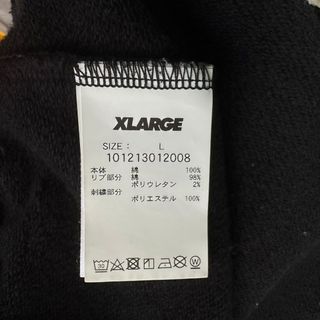 XLARGE
SIZE: L
101213012008
本体 綿 100%
リブ部分 綿 98%
ポリウレタン 2%
刺繍部分
ポリエステル 100%
30 P W